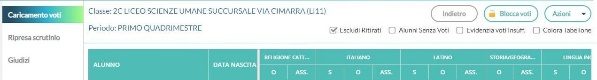 Caricamento voti
Ripresa scrutinio
Giudizi
Classe: 2C LICEO SCIENZE UMANE SUCCURSALE VIA CIMARRA (LI11)
Indietro
Blocca voti
Azioni
Periodo: PRIMO QUADRIMESTRE
Escludi Ritirati
Alunni Senza Voti
Evidenzia voti Insuff.
Colora Tabellone
ALUNNO
DATA NASCITA
RELIGIONE CATT...
ITALIANO
LATINO
STORIA/GEOGRA...
LINGUA
O ASS. S O ASS. S O ASS. O ASS. S O